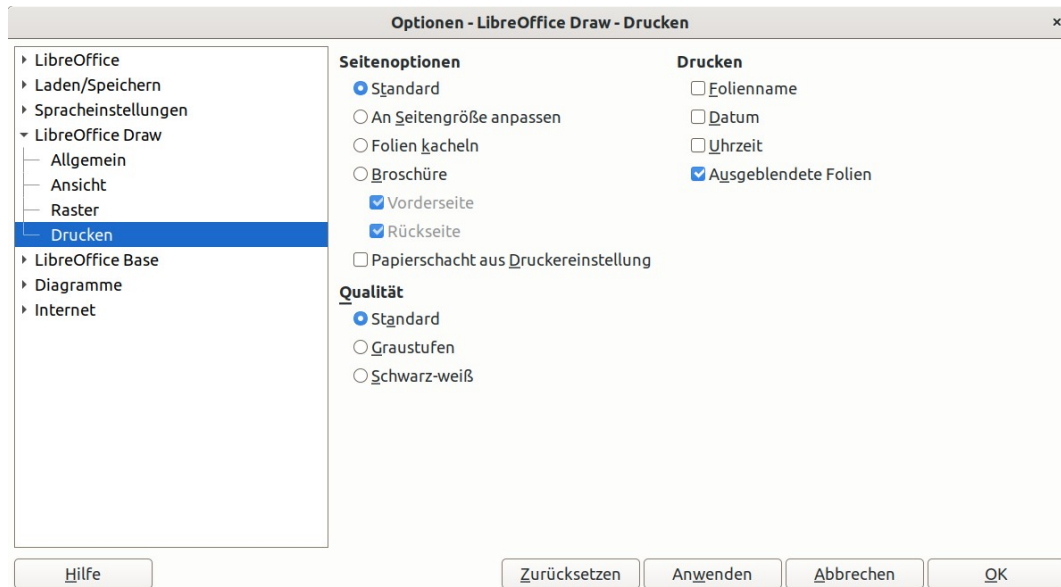 Optionen - LibreOffice Draw - Drucken
LibreOffice
Laden/Speichern
Spracheinstellungen
LibreOffice Draw
Allgemein
Ansicht
Raster
Drucken
LibreOffice Base
Diagramme
Internet
Seitenoptionen
Standard
An Seitengröße anpassen
Folien kacheln
Broschüre
Vorderseite
Rückseite
Papierschacht aus Druckereinstellung
Qualität
Standard
Graustufen
Schwarz-weiß
Drucken
Folienname
Datum
Uhrzeit
Ausgeblendete Folien
Hilfe
Zurücksetzen
Anwenden
Abbrechen
OK